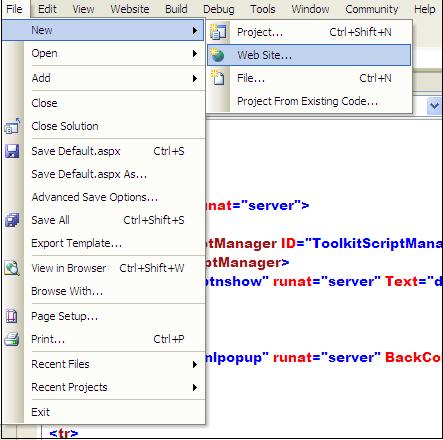 File Edit View Website Build Debug Tools Window Community Help
New
Open
Add
Close
Close Solution
Save Default.aspx Ctrl+S
Save Default.aspx As...
Advanced Save Options...
Save All Ctrl+Shift+S
Export Template...
View in Browser Ctrl+Shift+W
Browse With...
Page Setup...
Print... Ctrl+P
Recent Files
Recent Projects
Exit
Project... Ctrl+Shift+N
Web Site...
File... Ctrl+N
Project From Existing Code...
unat="server">
ptManager ID="ToolkitScriptMana
ptManager>
ptnshow" runat="server" Text="d
nlpopup" runat="server" BackCol
<tr>